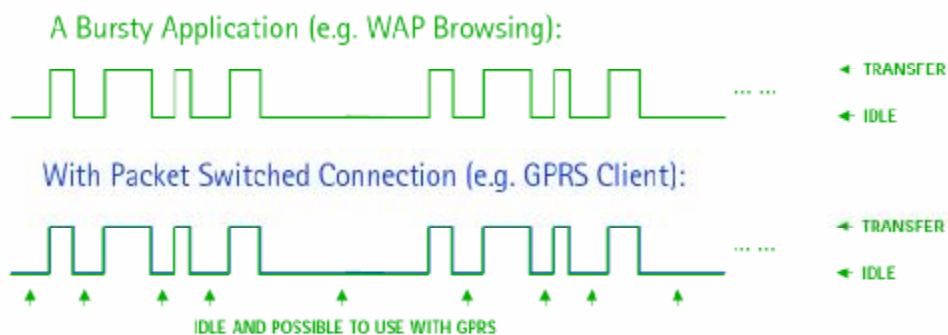 A Bursty Application (e.g. WAP Browsing):
TRANSFER
... ...
IDLE
With Packet Switched Connection (e.g. GPRS Client):
TRANSFER
... ...
IDLE
IDLE AND POSSIBLE TO USE WITH GPRS